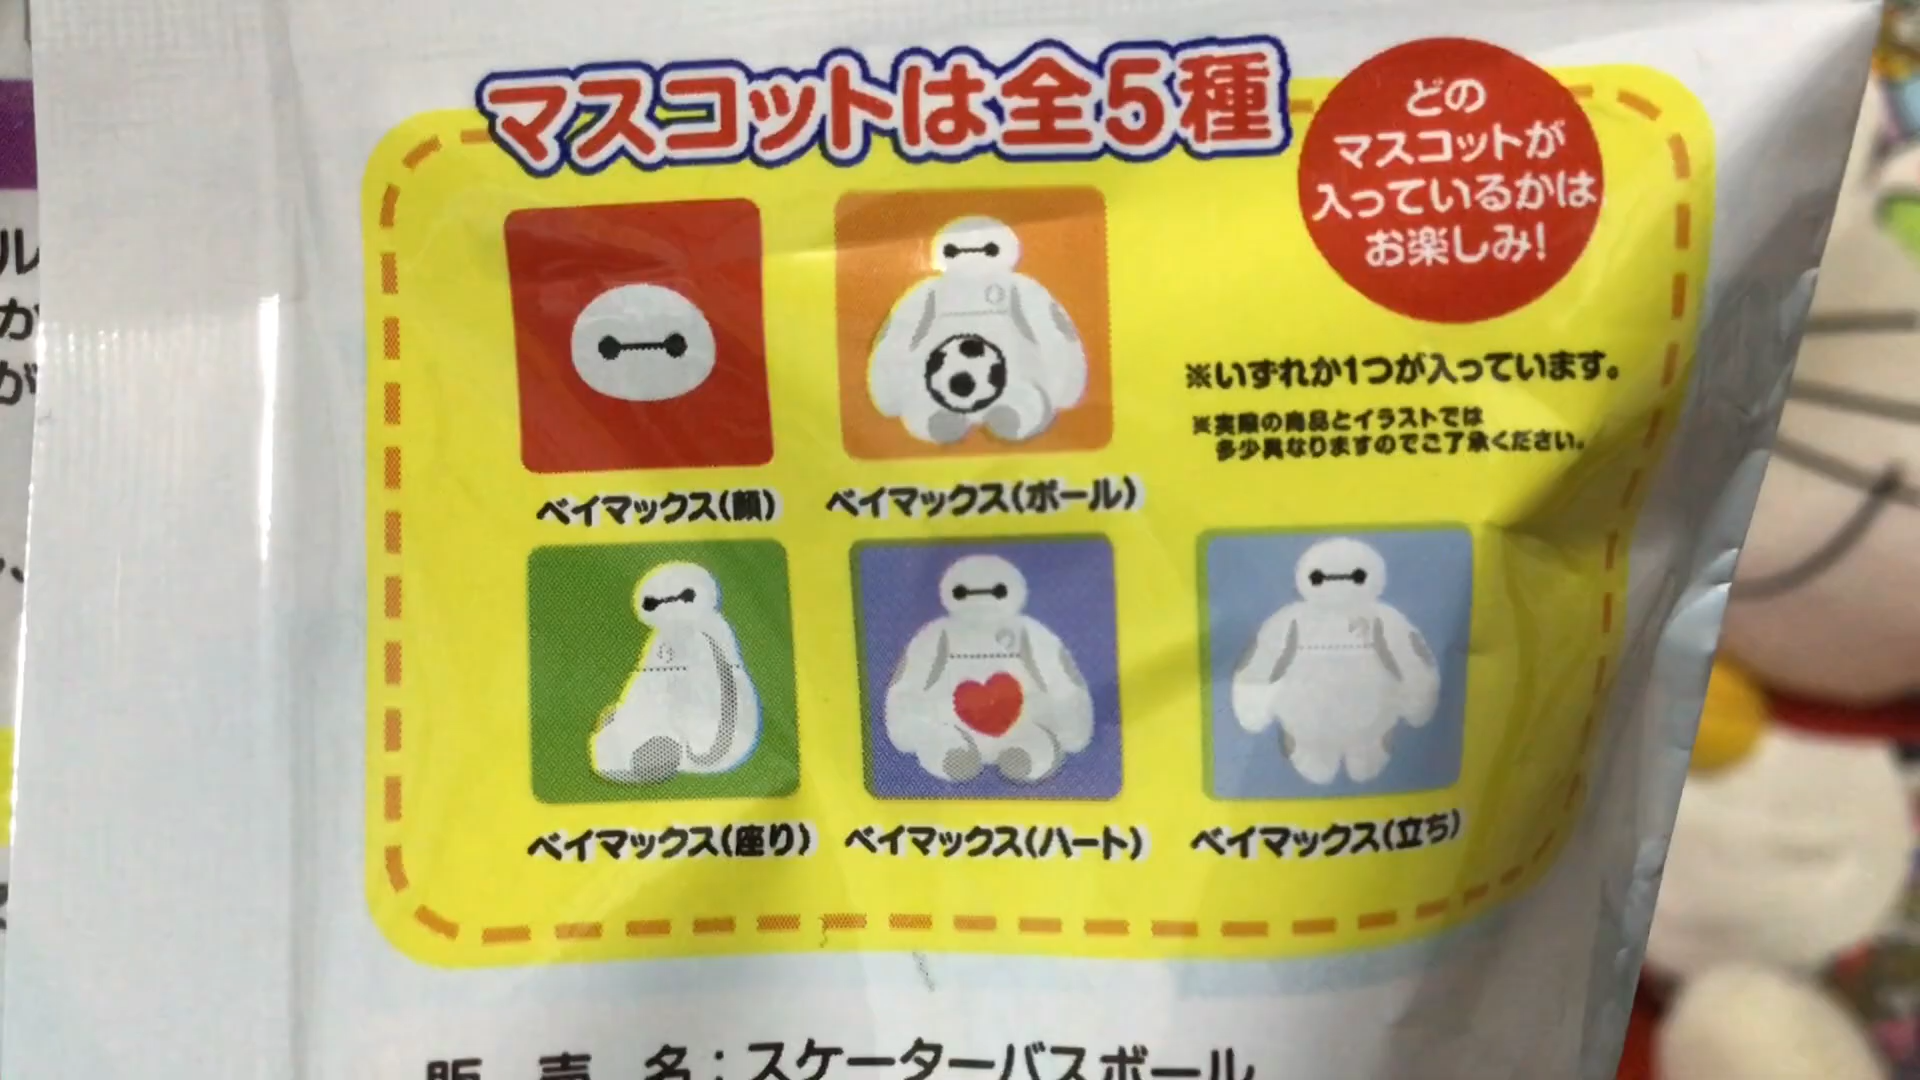 マスコットは全5種
どの
マスコットが
入っているかは
お楽しみ!
※いずれか1つが入っています。
※実際の商品とイラストでは
多少異なりますのでご了承ください。
ベイマックス(顔)
ベイマックス(ボール)
ベイマックス(座り)
ベイマックス(ハート)
ベイマックス(立ち)
販売名:スケーターバスボール